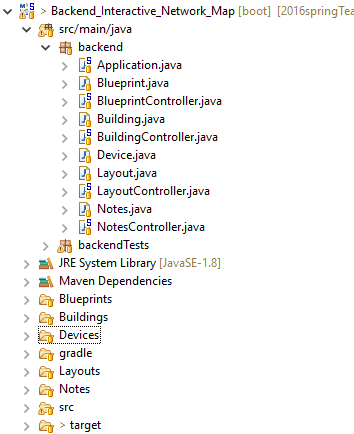 > Backend_Interactive_Network_Map [boot] [2016springTea
src/main/java
backend
Application.java
Blueprint.java
BlueprintController.java
Building.java
BuildingController.java
Device.java
Layout.java
LayoutController.java
Notes.java
NotesController.java
backendTests
JRE System Library [JavaSE-1.8]
Maven Dependencies
Blueprints
Buildings
Devices
gradle
Layouts
Notes
src
> target